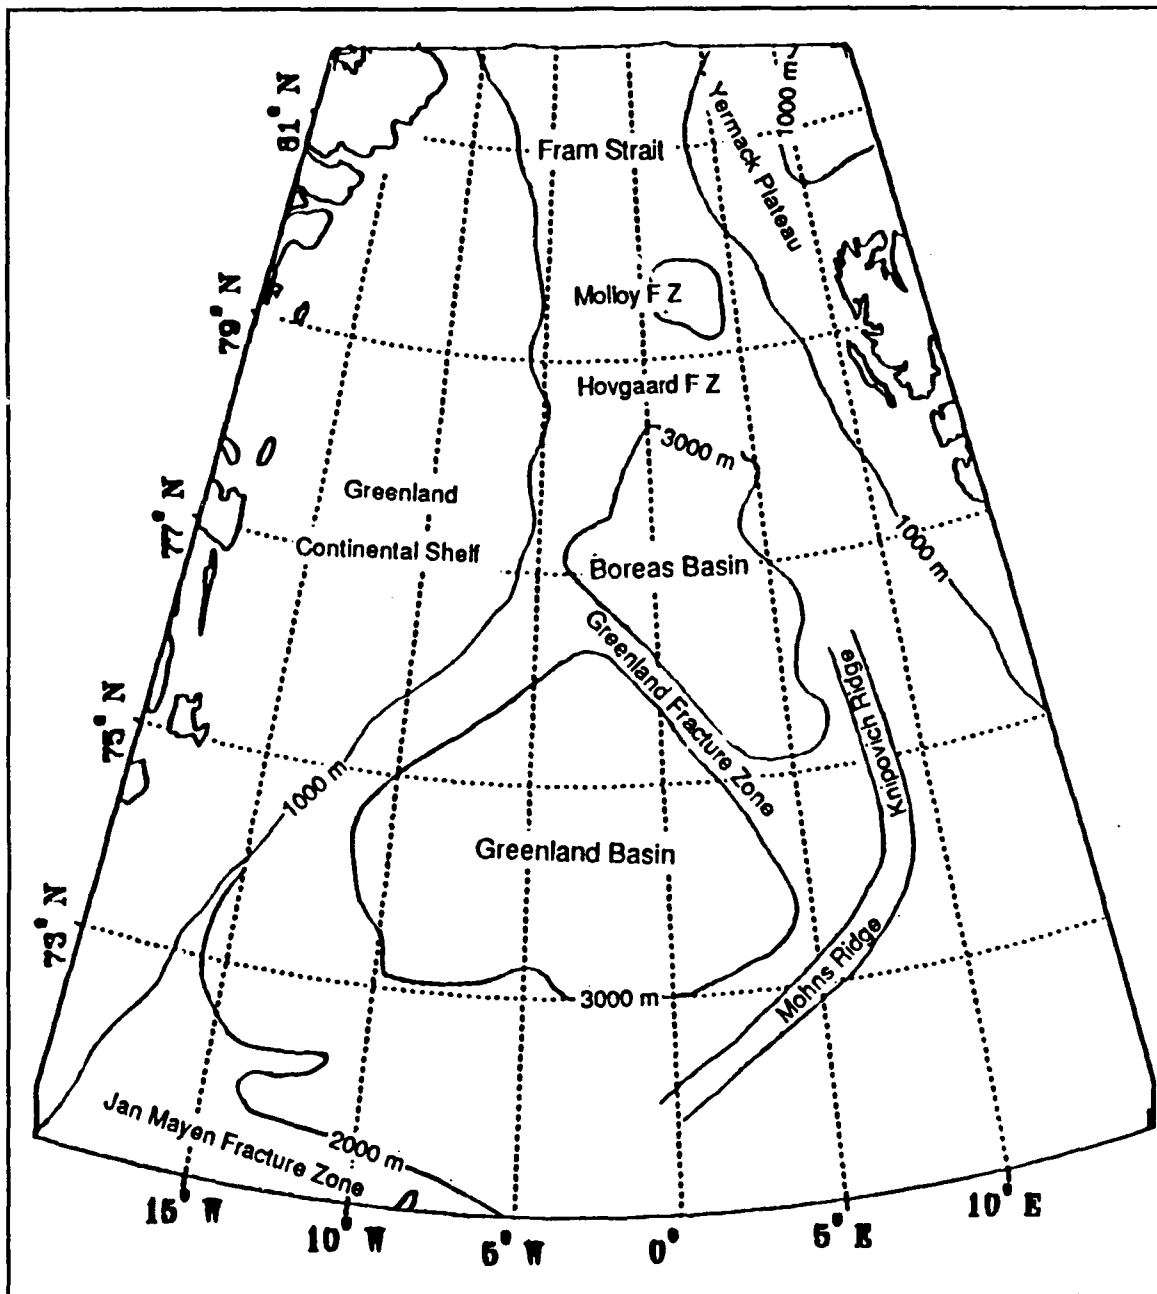 81° N
1000 m
Yermack Plateau
Fram Strait
79° N
Molloy F Z
Hovgaard F Z
3000 m
77° N
Greenland
Continental Shelf
1000 m
Boreas Basin
Greenland Fracture Zone
Knipovich Ridge
75° N
1000 m
Greenland Basin
73° N
3000 m
Mohns Ridge
Jan Mayen Fracture Zone
2000 m
15° W
10° W
5° W
0°
5° E
10° E